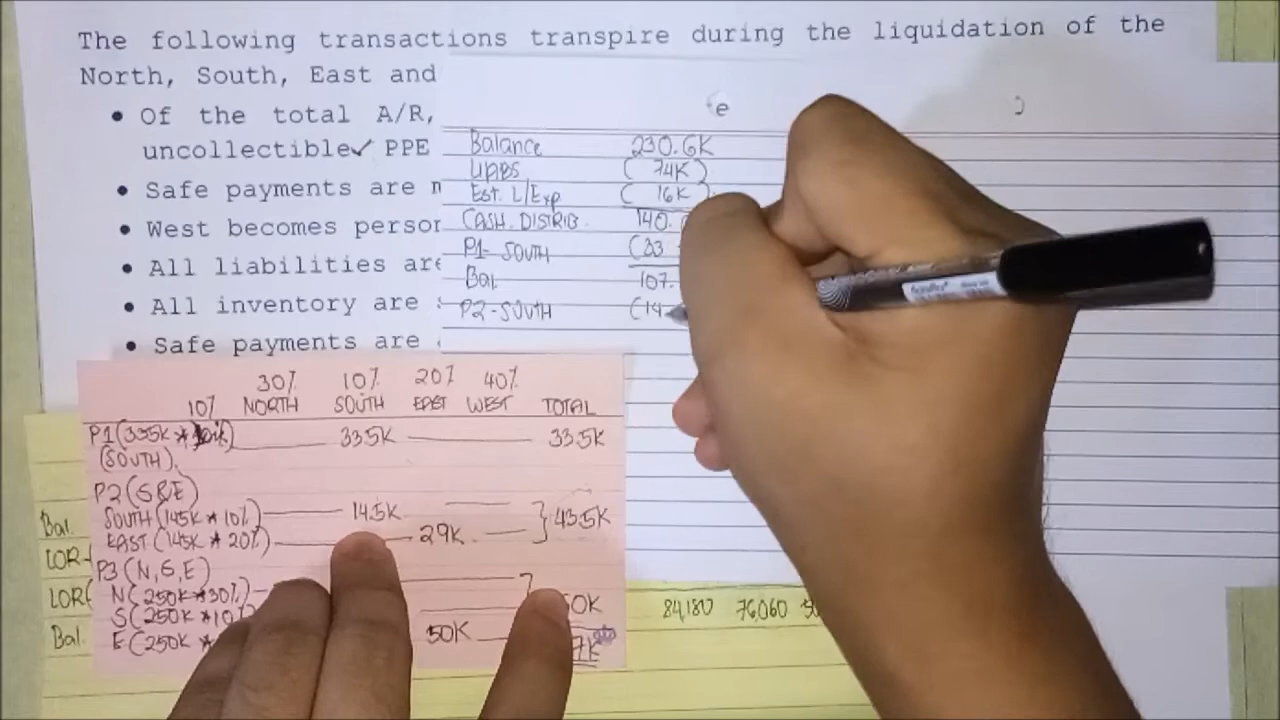 The following transactions transpire during the liquidation of the
North, South, East and
• Of the total A/R,
uncollectible✓ PPE
• Safe payments are
• West becomes
• All liabilities
• All inventory are
• Safe payments are
e
Balance 230.6K
(74K)
Est. L/Exp (16K)
CASH DISTRIB. 140.
P1- SOUTH (33
Bal. 107.
P2-SOUTH (14
30% 10% 20% 40%
10% NORTH SOUTH EAST WEST TOTAL
P1(335K * ) 33.5K 33.5K
(SOUTH).
P2(S&E)
SOUTH(145K * 10%) 14.5K
EAST (145K * 20%) 29K } 43.5K
P3(N,S,E)
N(250K*30%)
S(250K*10% 50K
E(250K * 50K
7K
Bal.
LOR
LOR( 84,180 76,060
Bal.